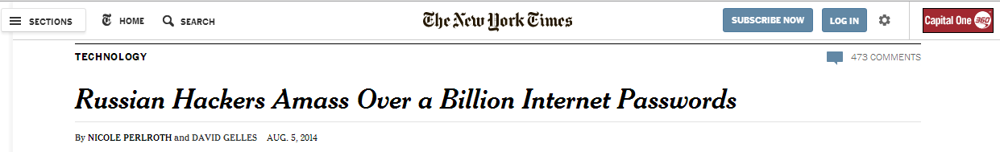 SECTIONS HOME SEARCH The New York Times SUBSCRIBE NOW LOG IN Capital One 360
TECHNOLOGY 473 COMMENTS
Russian Hackers Amass Over a Billion Internet Passwords
By NICOLE PERLROTH and DAVID GELLES AUG. 5, 2014